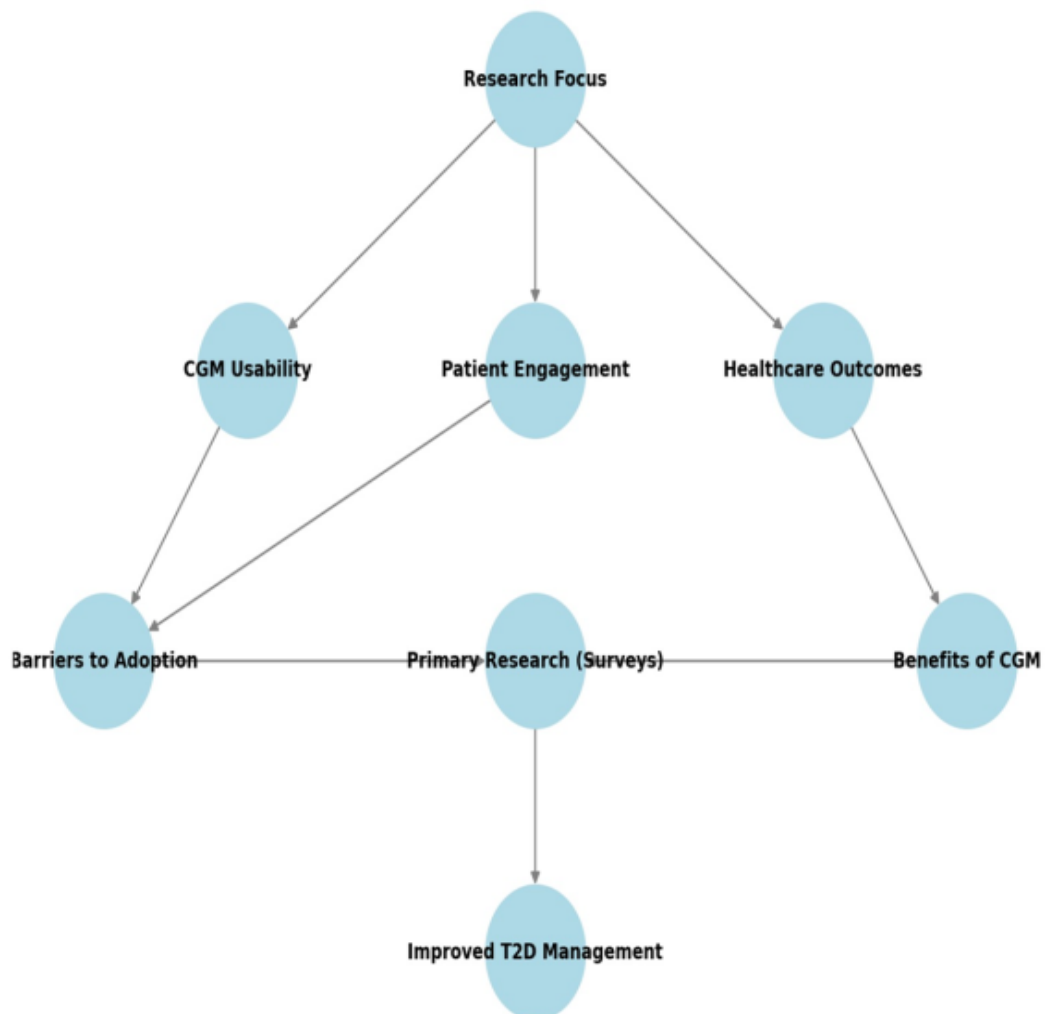 Research Focus
CGM Usability
Patient Engagement
Healthcare Outcomes
Barriers to Adoption
Primary Research (Surveys)
Benefits of CGM
Improved T2D Management